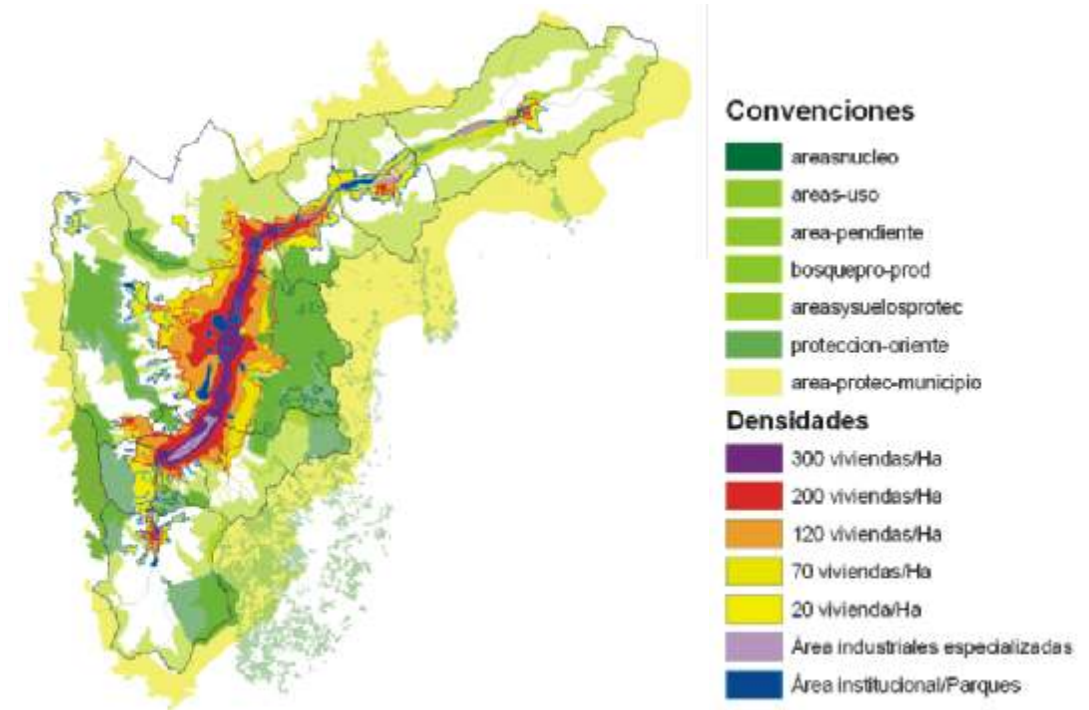 Convenciones
areasnucleo
areas-uso
area-pendiente
bosquepro-prod
areasysuelosprotec
proteccion-oriente
area-protec-municipio
Densidades
300 viviendas/Ha
200 viviendas/Ha
120 viviendas/Ha
70 viviendas/Ha
20 vivienda/Ha
Área industriales especializadas
Área institucional/Parques